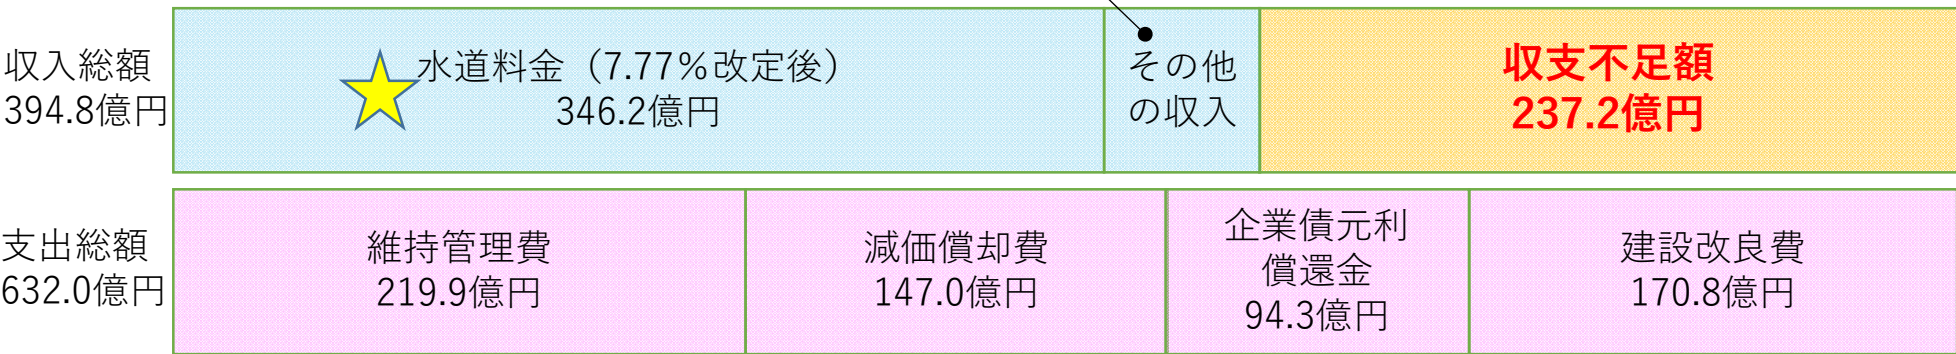 収入総額
394.8億円
水道料金（7.77％改定後）
346.2億円
その他
の収入
収支不足額
237.2億円
支出総額
632.0億円
維持管理費
219.9億円
減価償却費
147.0億円
企業債元利
償還金
94.3億円
建設改良費
170.8億円